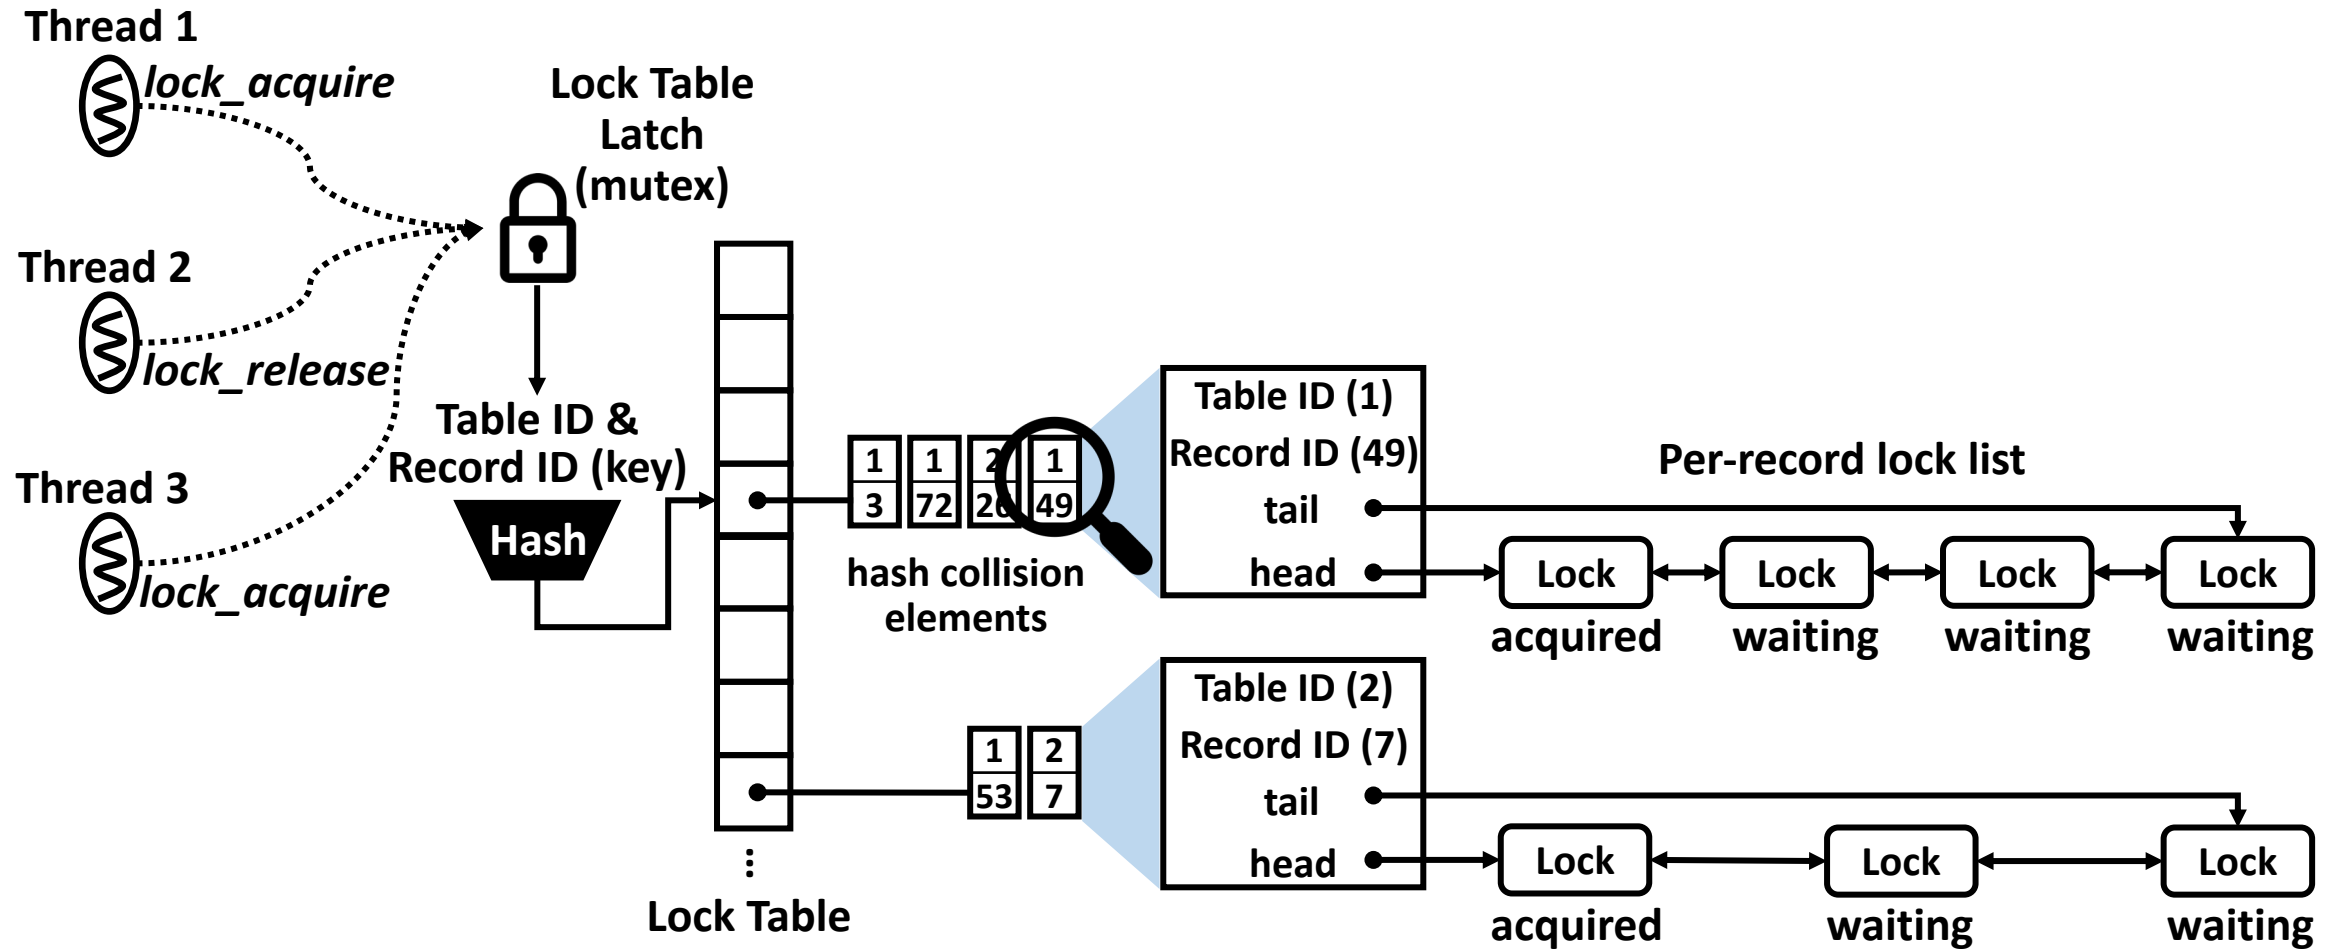 Thread 1
lock_acquire
Lock Table
Latch
(mutex)
Thread 2
lock_release
Table ID &
Record ID (key)
Hash
Thread 3
lock_acquire
1
3
1
72
2
26
1
49
hash collision
elements
Table ID (1)
Record ID (49)
tail
head
Per-record lock list
Lock
Lock
Lock
Lock
acquired
waiting
waiting
waiting
1
53
2
7
Table ID (2)
Record ID (7)
tail
head
Lock
Lock
Lock
acquired
waiting
waiting
Lock Table